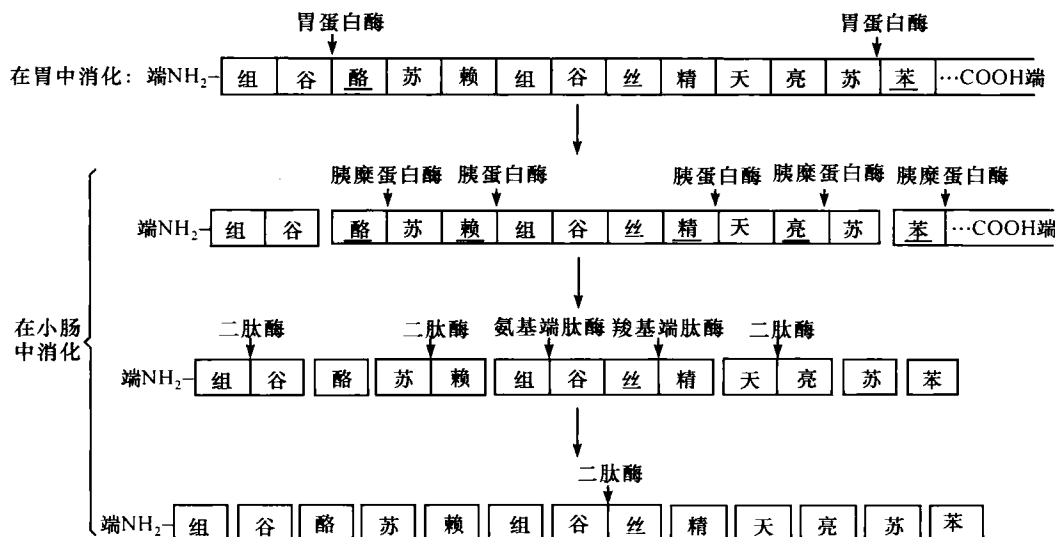 胃蛋白酶 胃蛋白酶
在胃中消化: 端NH₂- 组 谷 酪 苏 赖 组 谷 丝 精 天 亮 苏 苯 …COOH端
胰糜蛋白酶 胰蛋白酶 胰蛋白酶 胰糜蛋白酶 胰糜蛋白酶
端NH₂- 组 谷 酪 苏 赖 组 谷 丝 精 天 亮 苏 苯 …COOH端
在小肠
中消化
二肽酶 二肽酶 氨基端肽酶 羧基端肽酶 二肽酶
端NH₂- 组 谷 酪 苏 赖 组 谷 丝 精 天 亮 苏 苯
二肽酶
端NH₂- 组 谷 酪 苏 赖 组 谷 丝 精 天 亮 苏 苯